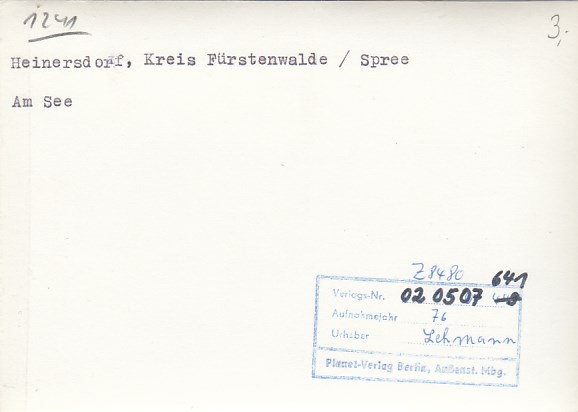 1241
3,-
Heinersdorf, Kreis Fürstenwalde / Spree
Am See
Z8480
641
Verlags-Nr. 02 0507
Aufnahmejahr 76
Urheber Lehmann
Planet-Verlag Berlin, Außenst. Mbg.